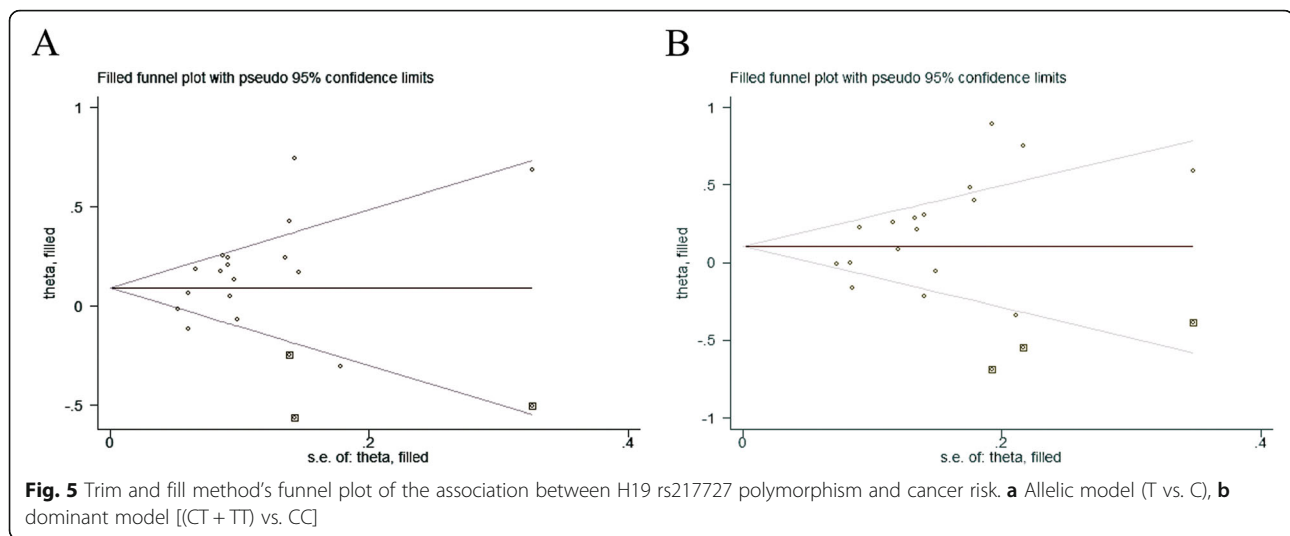 A
Filled funnel plot with pseudo 95% confidence limits
theta, filled
1
.5
0
-.5
0
.2
.4
s.e. of: theta, filled
B
Filled funnel plot with pseudo 95% confidence limits
theta, filled
1
.5
0
-.5
-1
0
.2
.4
s.e. of: theta, filled
Fig. 5 Trim and fill method's funnel plot of the association between H19 rs217727 polymorphism and cancer risk. a Allelic model (T vs. C), b
dominant model [(CT + TT) vs. CC]